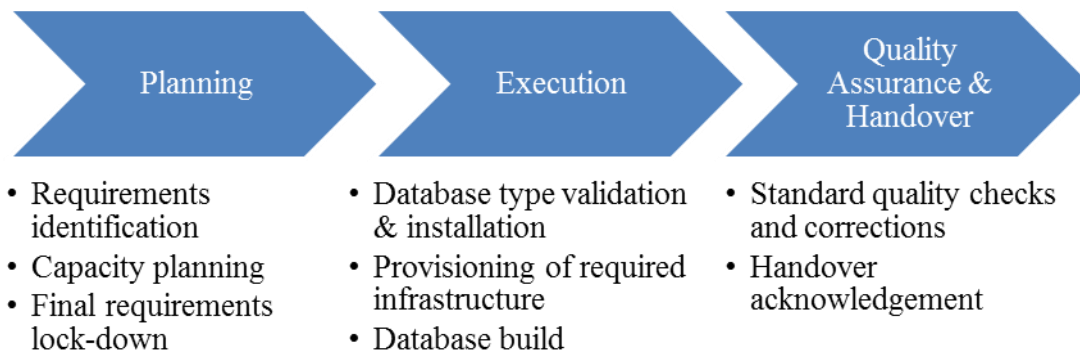 Planning
• Requirements
identification
• Capacity planning
• Final requirements
lock-down
Execution
• Database type validation
& installation
• Provisioning of required
infrastructure
• Database build
Quality
Assurance &
Handover
• Standard quality checks
and corrections
• Handover
acknowledgement